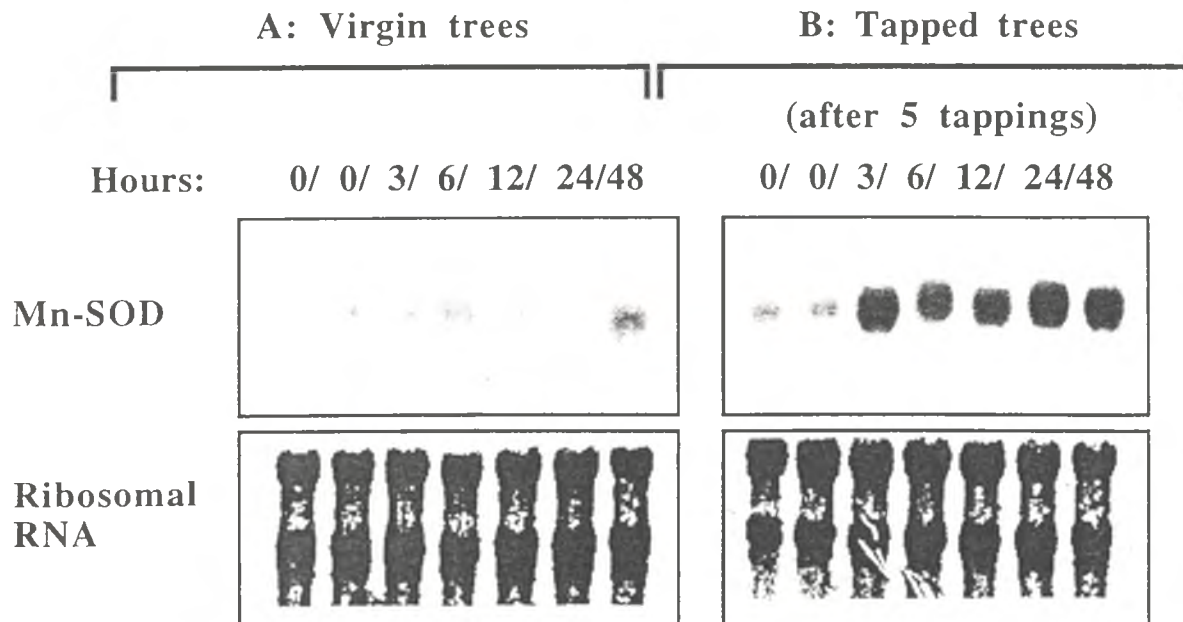 A: Virgin trees
B: Tapped trees
(after 5 tappings)
Hours: 0/ 0/ 3/ 6/ 12/ 24/48
0/ 0/ 3/ 6/ 12/ 24/48
Mn-SOD
Ribosomal
RNA